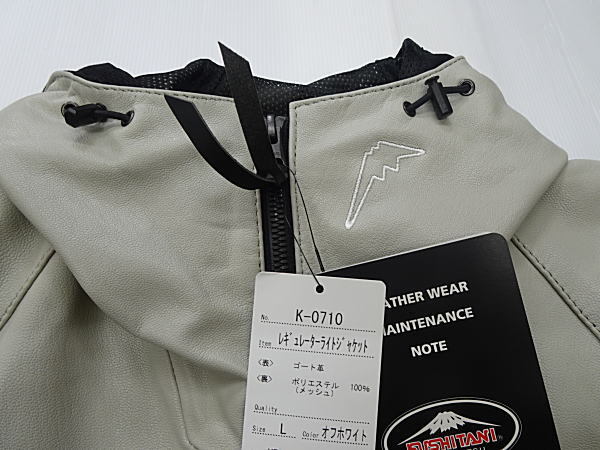 No. K-0710
Item レギュレーターライトジャケット
〈表〉 ゴート革
〈裏〉 ポリエステル 100%
(メッシュ)
Quality
Size L Color オフホワイト
ATHER WEAR
MAINTENANCE
NOTE
FUSHITANI